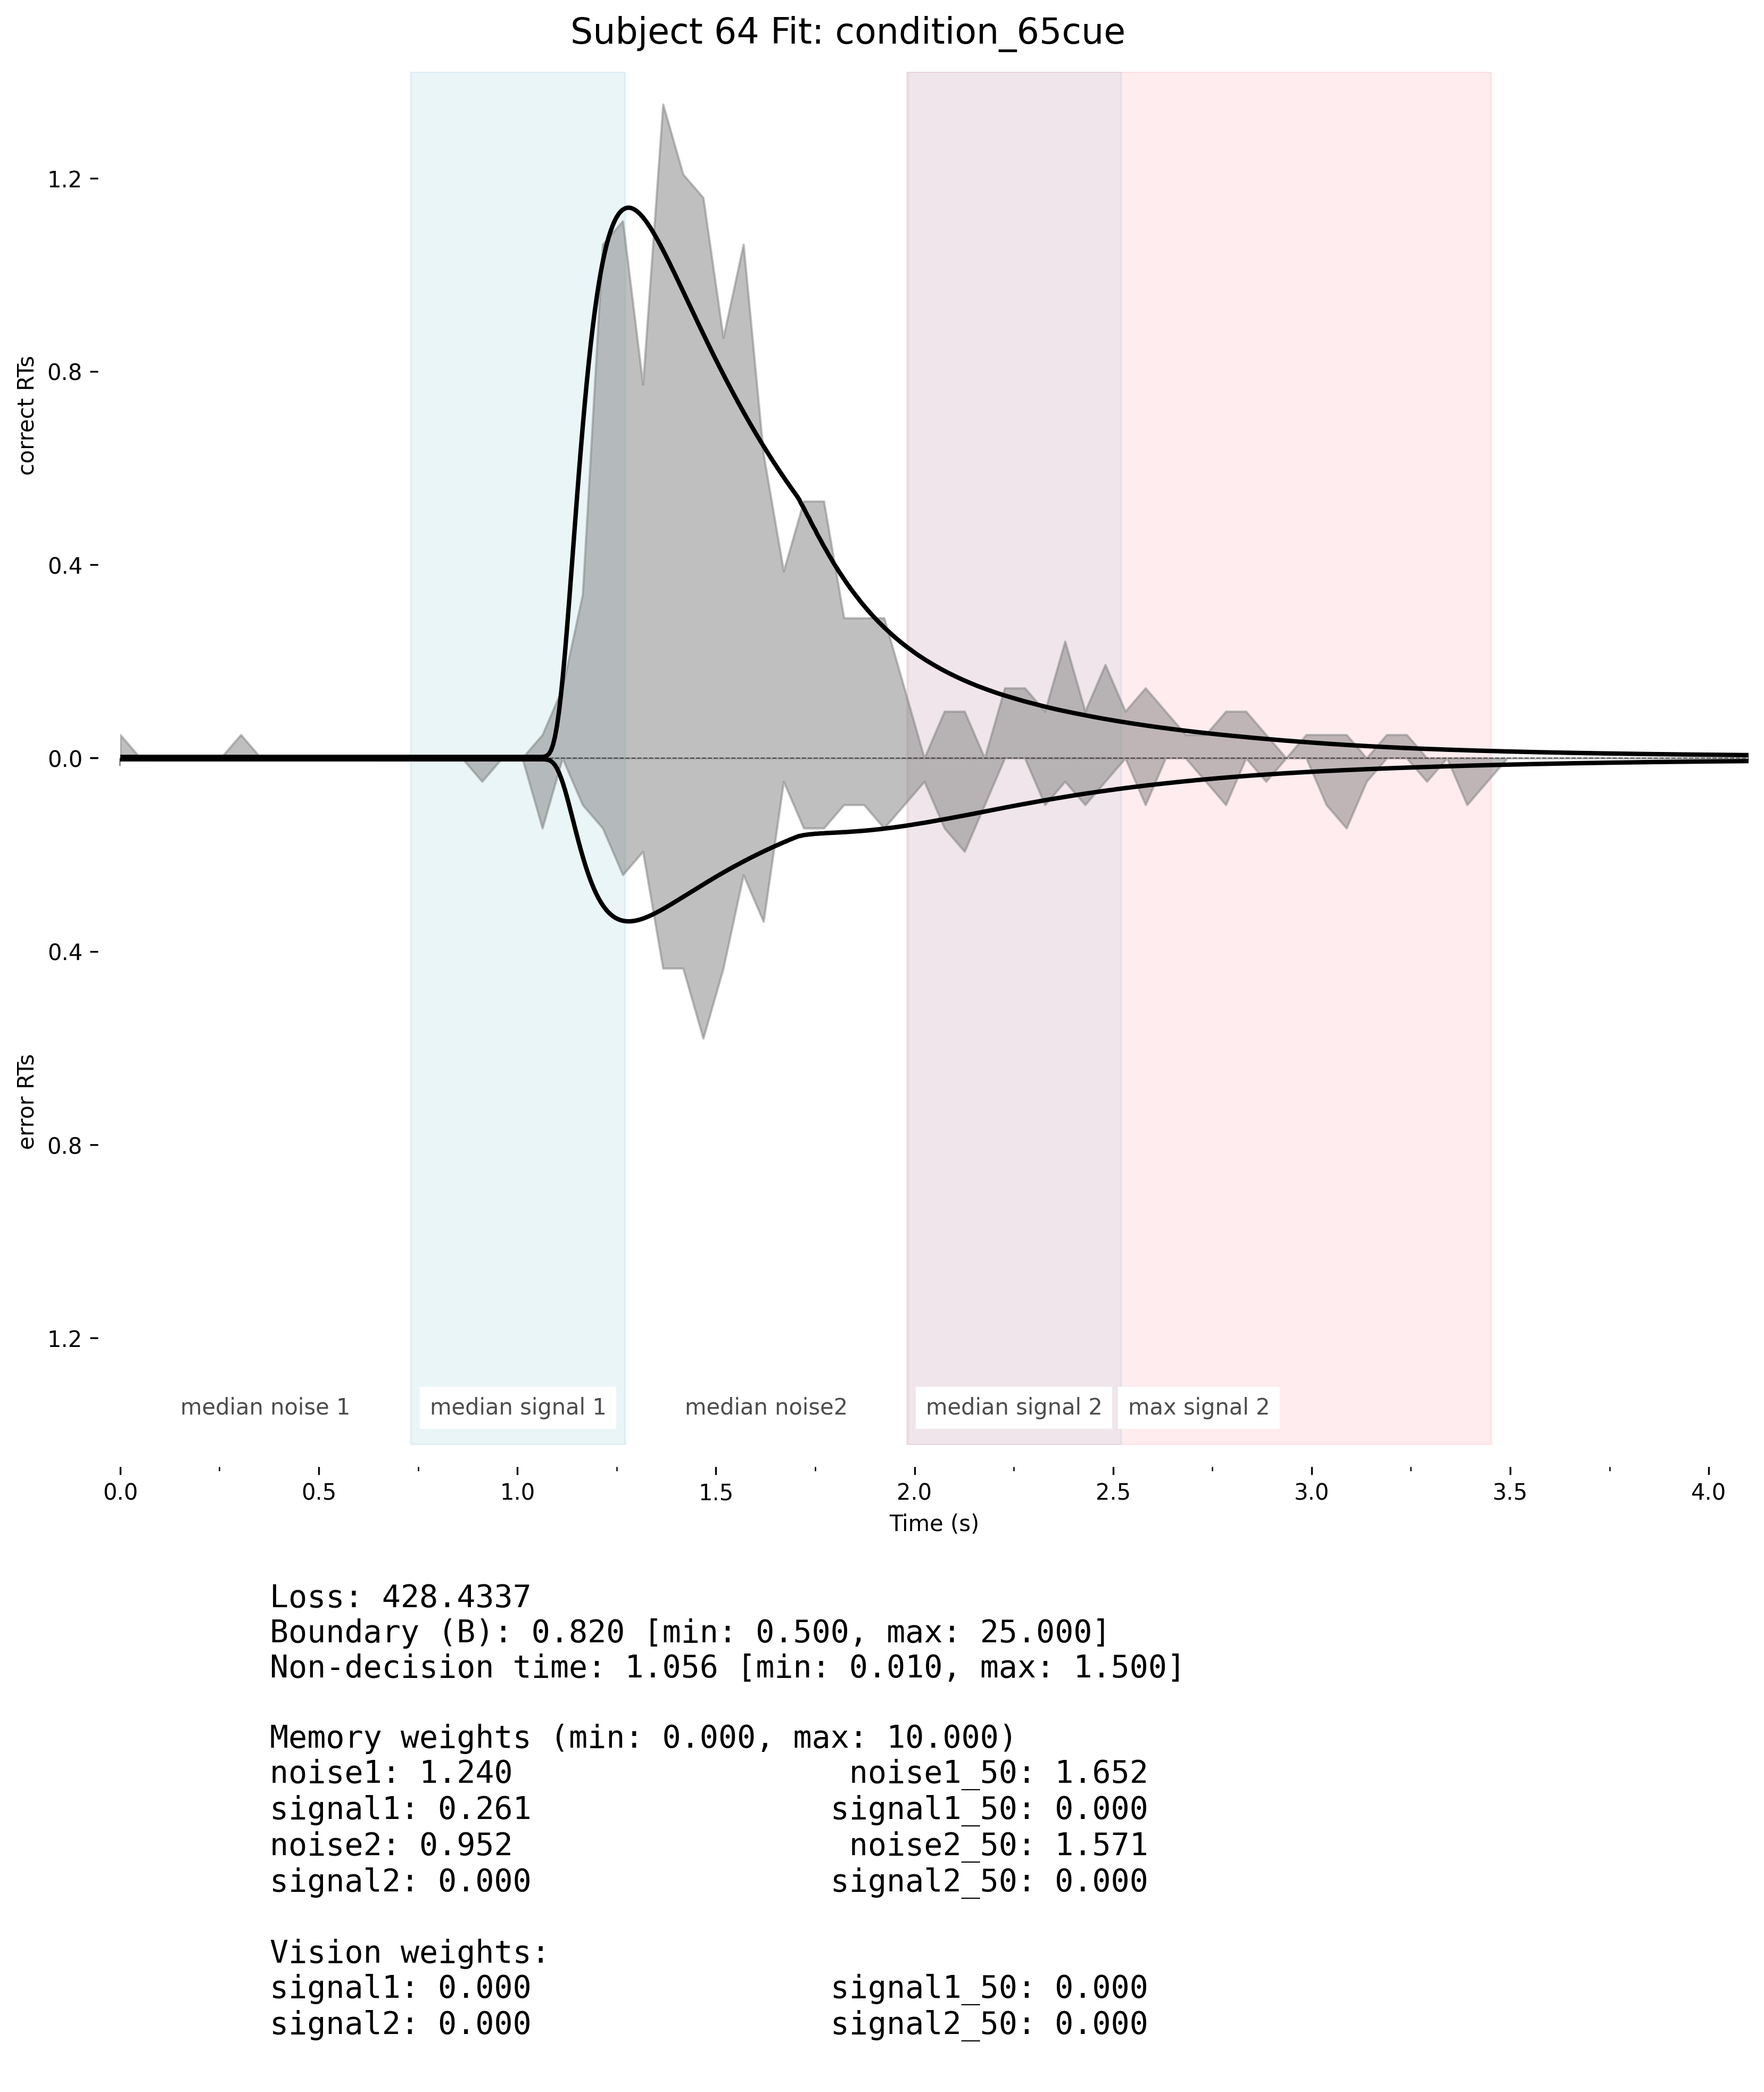 Subject 64 Fit: condition_65cue
correct RTs
error RTs
1.2
0.8
0.4
0.0
0.4
0.8
1.2
median noise 1
median signal 1
median noise2
median signal 2
max signal 2
0.0
0.5
1.0
1.5
2.0
2.5
3.0
3.5
4.0
Time (s)
Loss: 428.4337
Boundary (B): 0.820 [min: 0.500, max: 25.000]
Non-decision time: 1.056 [min: 0.010, max: 1.500]
Memory weights (min: 0.000, max: 10.000)
noise1: 1.240 noise1_50: 1.652
signal1: 0.261 signal1_50: 0.000
noise2: 0.952 noise2_50: 1.571
signal2: 0.000 signal2_50: 0.000
Vision weights:
signal1: 0.000 signal1_50: 0.000
signal2: 0.000 signal2_50: 0.000